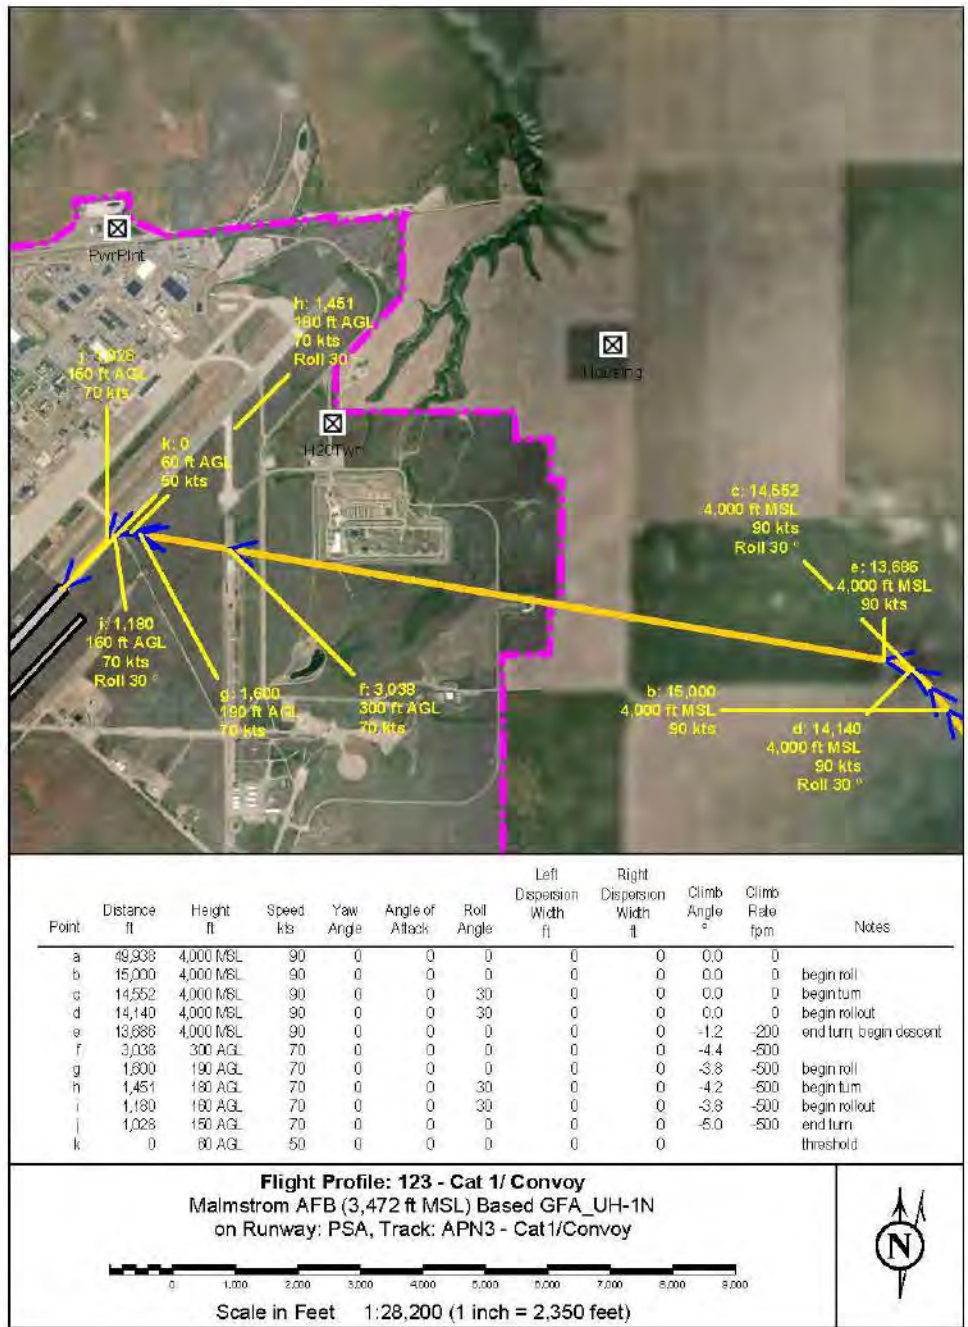 PwrPlnt
h: 1,451
180 ft AGL
70 kts
Roll 30 °
Housing
j: 1,028
150 ft AGL
70 kts
H20Twr
k: 0
60 ft AGL
50 kts
c: 14,552
4,000 ft MSL
90 kts
Roll 30 °
e: 13,686
4,000 ft MSL
90 kts
i: 1,180
160 ft AGL
70 kts
Roll 30 °
g: 1,600
190 ft AGL
70 kts
f: 3,038
300 ft AGL
70 kts
b: 15,000
4,000 ft MSL
90 kts
d: 14,140
4,000 ft MSL
90 kts
Roll 30 °
Point Distance ft Height ft Speed kts Yaw Angle Angle of Attack Roll Angle Left Dispersion Width ft Right Dispersion Width ft Climb Angle ° Climb Rate fpm Notes
a 49,938 4,000 MSL 90 0 0 0 0 0 0.0 0
b 15,000 4,000 MSL 90 0 0 0 0 0 0.0 0 begin roll
c 14,552 4,000 MSL 90 0 0 30 0 0 0.0 0 begin turn
d 14,140 4,000 MSL 90 0 0 30 0 0 0.0 0 begin rollout
e 13,686 4,000 MSL 90 0 0 0 0 0 -1.2 -200 end turn, begin descent
f 3,038 300 AGL 70 0 0 0 0 0 -4.4 -500
g 1,600 190 AGL 70 0 0 0 0 0 -3.8 -500 begin roll
h 1,451 180 AGL 70 0 0 30 0 0 -4.2 -500 begin turn
i 1,180 160 AGL 70 0 0 30 0 0 -3.8 -500 begin rollout
j 1,028 150 AGL 70 0 0 0 0 0 -5.0 -500 end turn
k 0 60 AGL 50 0 0 0 0 0 threshold
Flight Profile: 123 - Cat 1/ Convoy
Malmstrom AFB (3,472 ft MSL) Based GFA_UH-1N
on Runway: PSA, Track: APN3 - Cat1/Convoy
N
0 1,000 2,000 3,000 4,000 5,000 6,000 7,000 8,000 9,000
Scale in Feet 1:28,200 (1 inch = 2,350 feet)